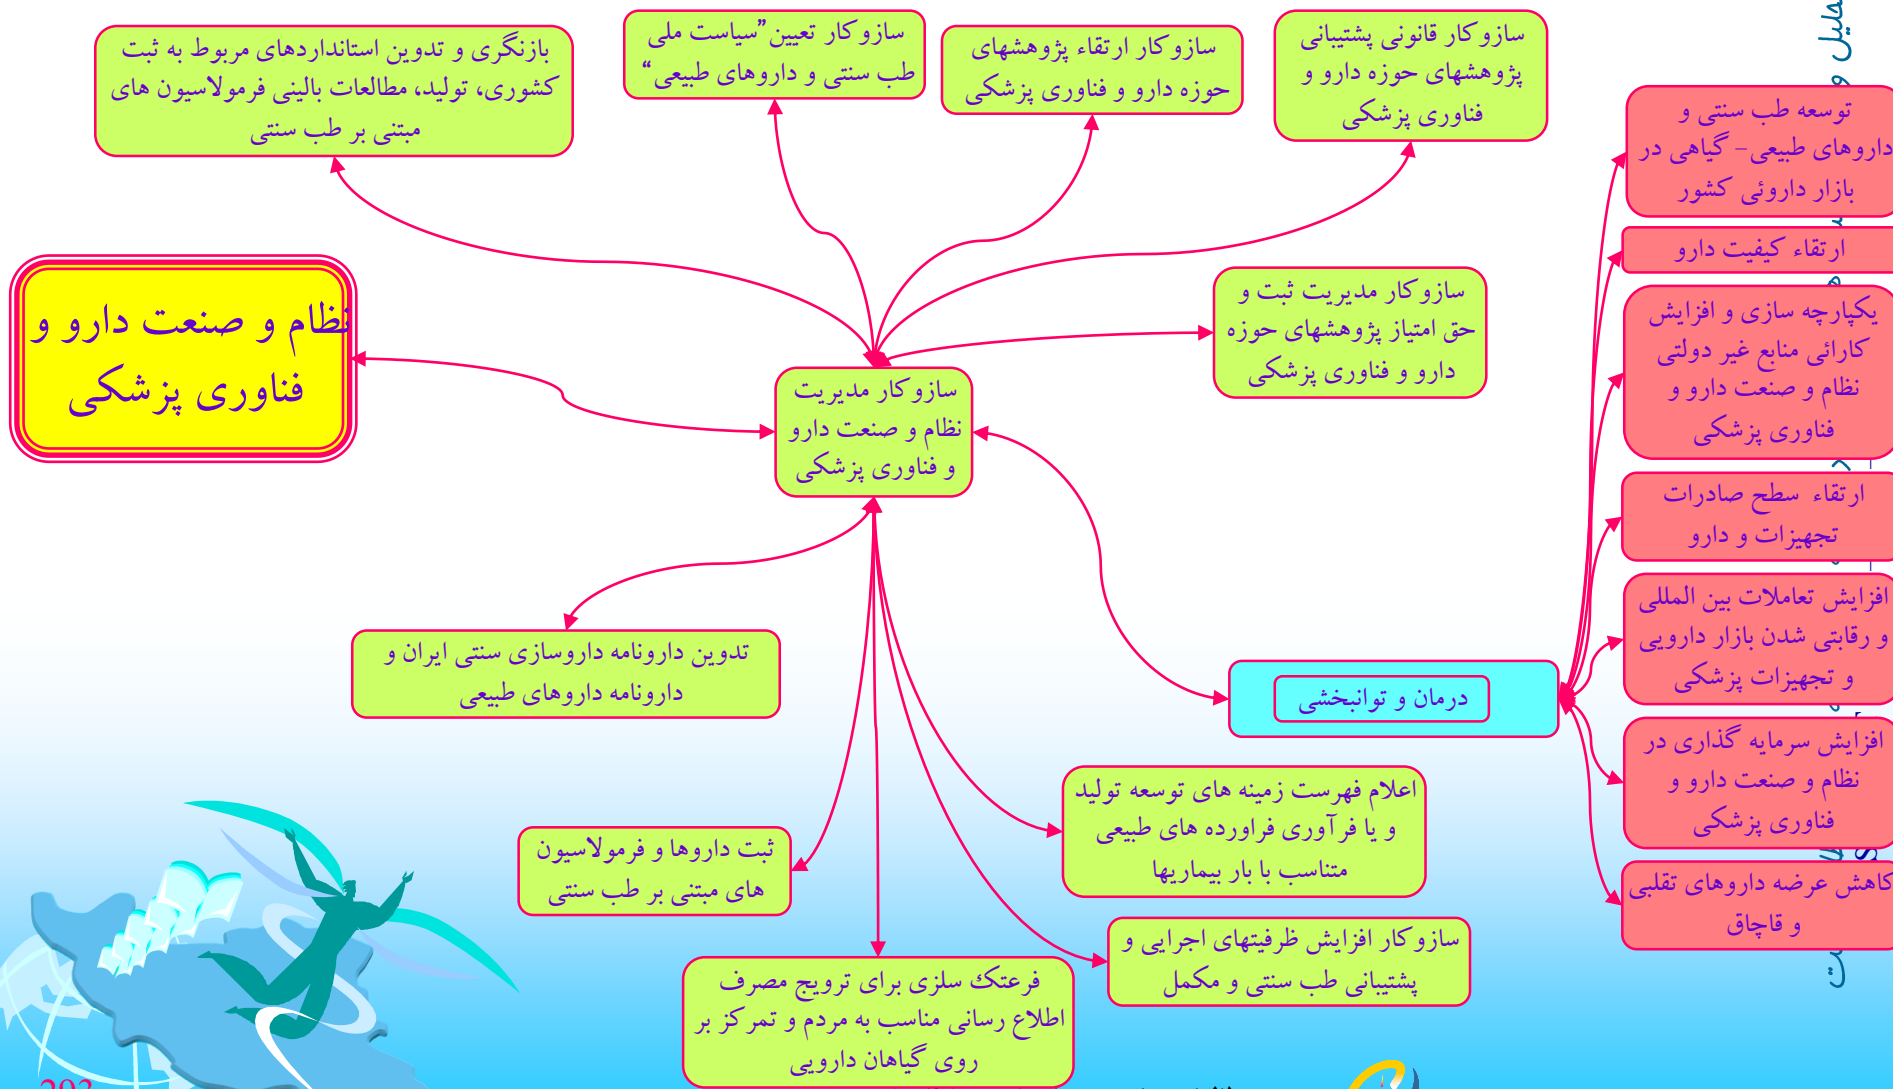 بازنگری و تدوین استانداردهای مربوط به ثبت
کشوری، تولید، مطالعات بالینی فرمولاسیون های
مبتنی بر طب سنتی
سازوکار تعیین”سیاست ملی
طب سنتی و داروهای طبیعی“
سازوکار ارتقاء پژوهشهای
حوزه دارو و فناوری پزشکی
سازوکار قانونی پشتیبانی
پژوهشهای حوزه دارو و
فناوری پزشکی
توسعه طب سنتی و
داروهای طبیعی– گیاهی در
بازار داروئی کشور
ارتقاء کیفیت دارو
یکپارچه سازی و افزایش
کارائی منابع غیر دولتی
نظام و صنعت دارو و
فناوری پزشکی
ارتقاء سطح صادرات
تجهیزات و دارو
افزایش تعاملات بین المللی
و رقابتی شدن بازار دارویی
و تجهیزات پزشکی
افزایش سرمایه گذاری در
نظام و صنعت دارو و
فناوری پزشکی
کاهش عرضه داروهای تقلبی
و قاچاق
سازوکار مدیریت ثبت و
حق امتیاز پژوهشهای حوزه
دارو و فناوری پزشکی
نظام و صنعت دارو و
فناوری پزشکی
سازوکار مدیریت
نظام و صنعت دارو
و فناوری پزشکی
تدوین دارونامه داروسازی سنتی ایران و
دارونامه داروهای طبیعی
درمان و توانبخشی
اعلام فهرست زمینه های توسعه تولید
و یا فرآوری فراورده های طبیعی
متناسب با بار بیماریها
ثبت داروها و فرمولاسیون
های مبتنی بر طب سنتی
سازوکار افزایش ظرفیتهای اجرایی و
پشتیبانی طب سنتی و مکمل
فرعتک سلزی برای ترویج مصرف
اطلاع رسانی مناسب به مردم و تمرکز بر
روی گیاهان دارویی
293